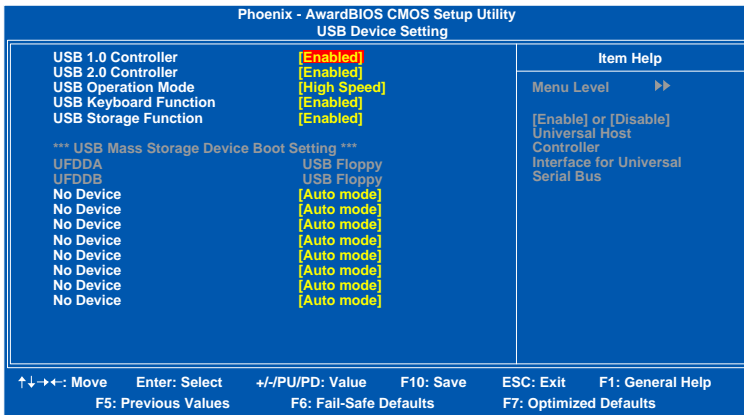 Phoenix - AwardBIOS CMOS Setup Utility
USB Device Setting
USB 1.0 Controller [Enabled]
USB 2.0 Controller [Enabled]
USB Operation Mode [High Speed]
USB Keyboard Function [Enabled]
USB Storage Function [Enabled]
*** USB Mass Storage Device Boot Setting ***
UFDDA USB Floppy
UFDDB USB Floppy
No Device [Auto mode]
No Device [Auto mode]
No Device [Auto mode]
No Device [Auto mode]
No Device [Auto mode]
No Device [Auto mode]
No Device [Auto mode]
No Device [Auto mode]
Item Help
Menu Level ▶▶
[Enable] or [Disable]
Universal Host
Controller
Interface for Universal
Serial Bus
↑↓→←: Move Enter: Select +/-/PU/PD: Value F10: Save ESC: Exit F1: General Help
F5: Previous Values F6: Fail-Safe Defaults F7: Optimized Defaults